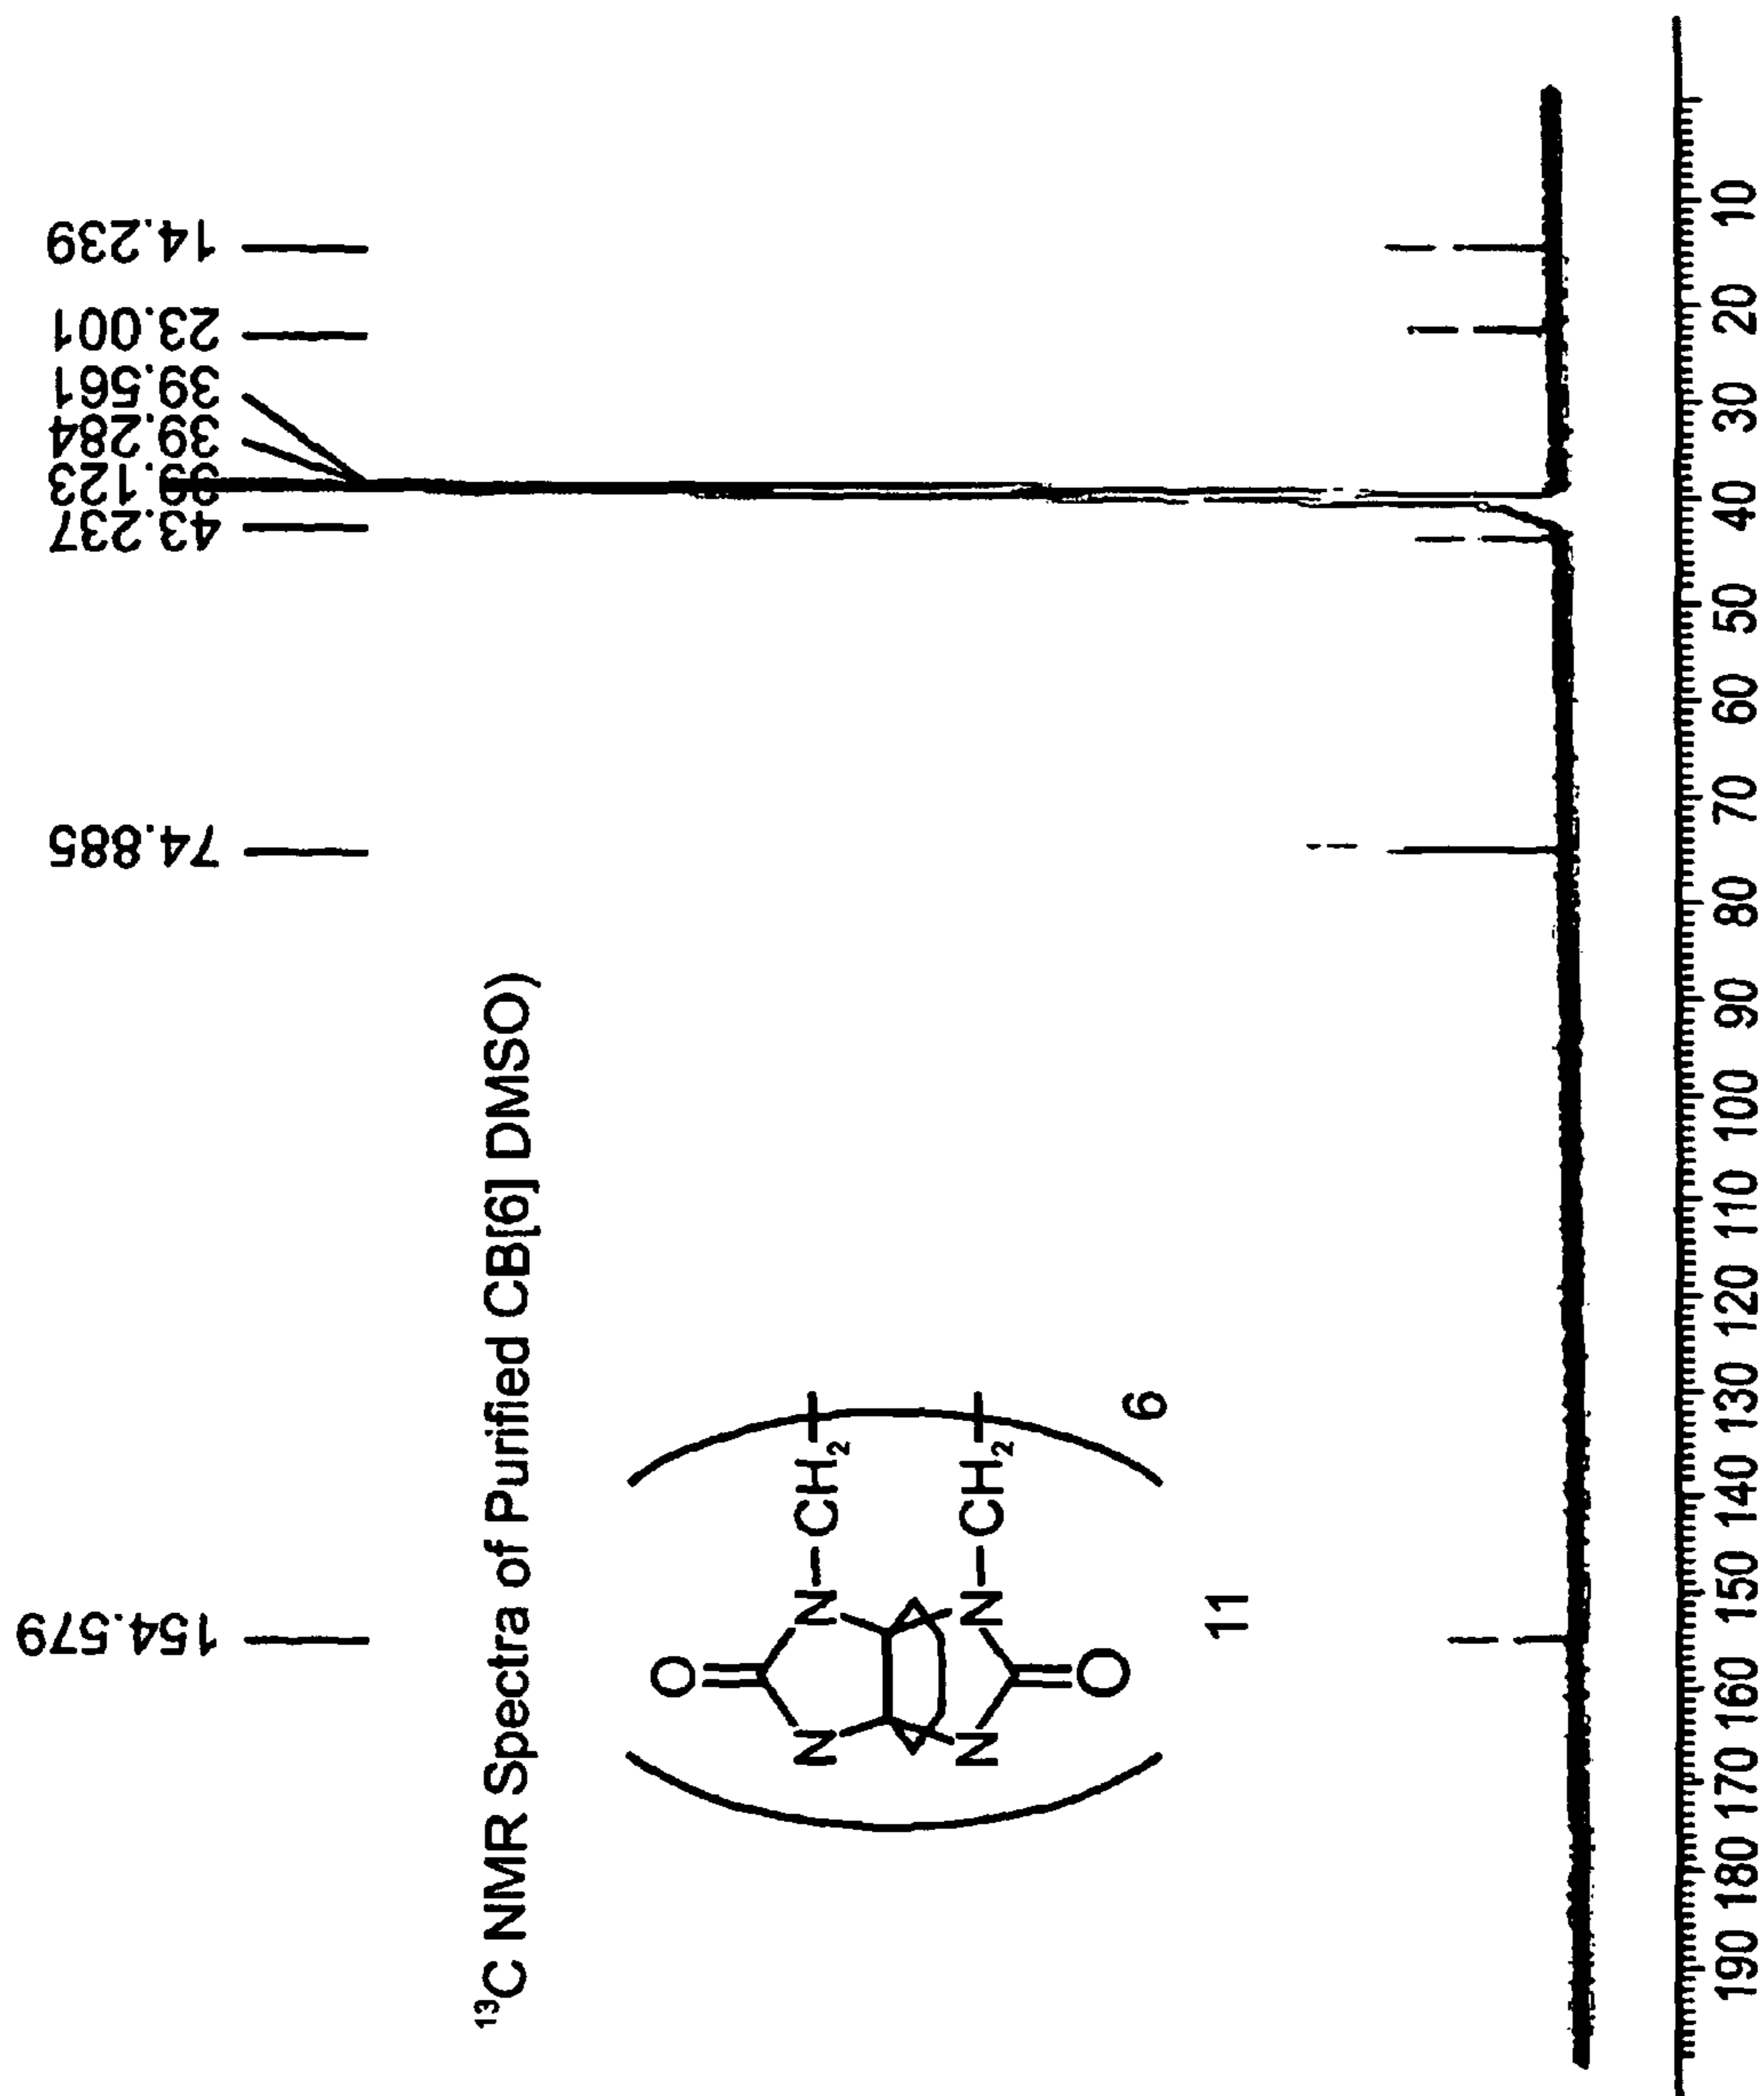 154.579
74.885
43.237
39.123
39.284
39.561
23.001
14.239
¹³C NMR Spectra of Purified CB[6] DMSO)
O
N
N–CH₂
N
N–CH₂
O
6
11
190 180 170 160 150 140 130 120 110 100 90 80 70 60 50 40 30 20 10